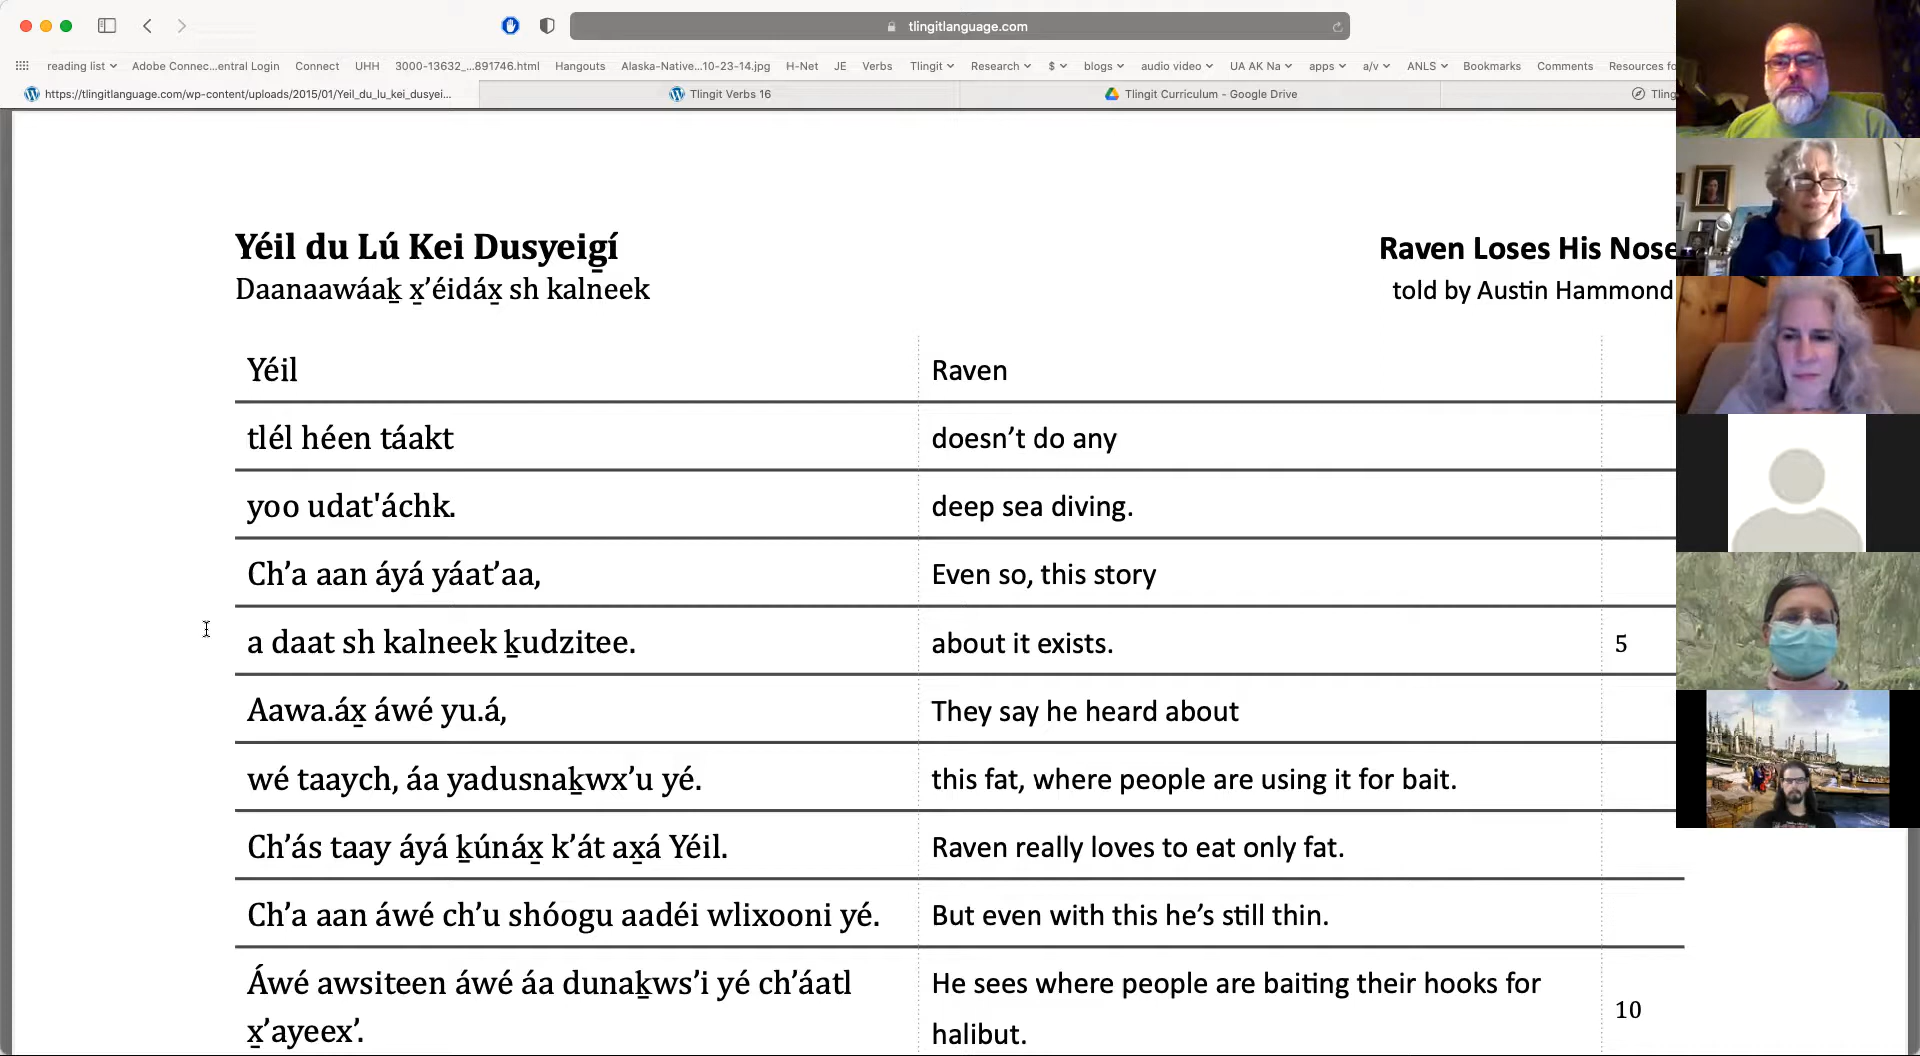 tlingitlanguage.com
reading list Adobe Connec...entral Login Connect UHH 3000-13632_...891746.html Hangouts Alaska-Native...10-23-14.jpg H-Net JE Verbs Tlingit Research $ blogs audio video UA AK Na apps a/v ANLS Bookmarks Comments Resources fo
https://tlingitlanguage.com/wp-content/uploads/2015/01/Yeil_du_lu_kei_dusyei... Tlingit Verbs 16 Tlingit Curriculum - Google Drive Tling
Yéil du Lú Kei Dusyeig̱í Raven Loses His Nose
Daanaawáaḵ x̱’éidáx̱ sh kalneek told by Austin Hammond
Yéil Raven
tlél héen táakt doesn’t do any
yoo udat'áchk. deep sea diving.
Ch’a aan áyá yáat’aa, Even so, this story
a daat sh kalneek ḵudzitee. about it exists. 5
Aawa.áx̱ áwé yu.á, They say he heard about
wé taaych, áa yadusnaḵwx’u yé. this fat, where people are using it for bait.
Ch’ás taay áyá ḵúnáx̱ k’át ax̱á Yéil. Raven really loves to eat only fat.
Ch’a aan áwé ch’u shóogu aadéi wlixooni yé. But even with this he’s still thin.
Áwé awsiteen áwé áa dunaḵws’i yé ch’áatl He sees where people are baiting their hooks for 10
x̱’ayeex’. halibut.